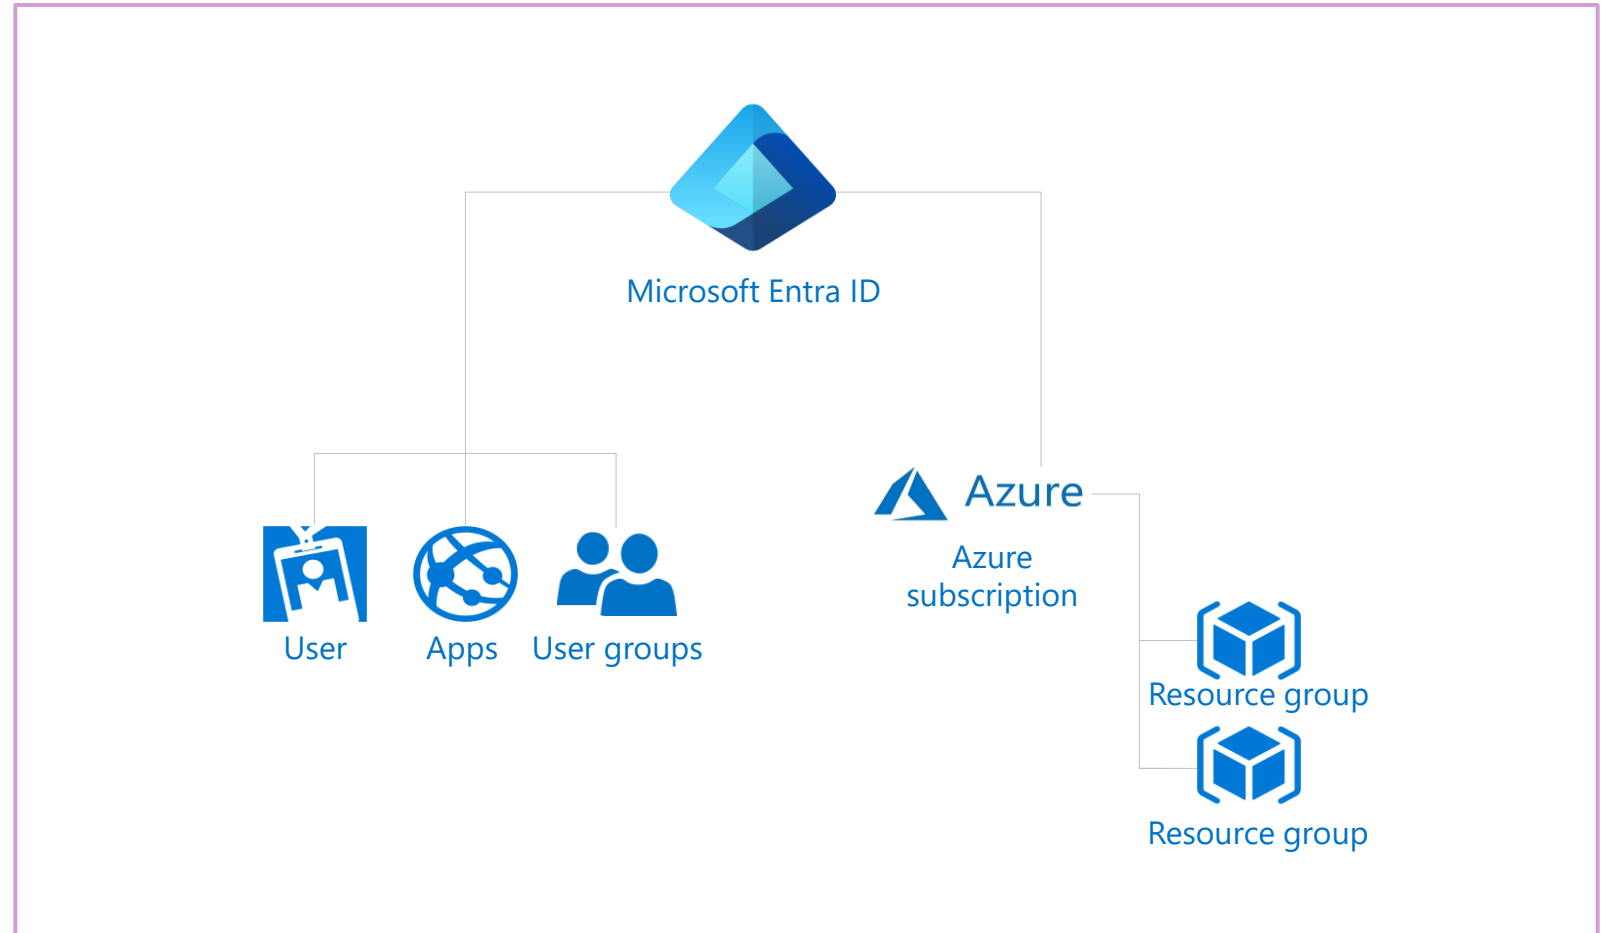 Microsoft Entra ID
User
Apps
User groups
Azure
Azure
subscription
Resource group
Resource group